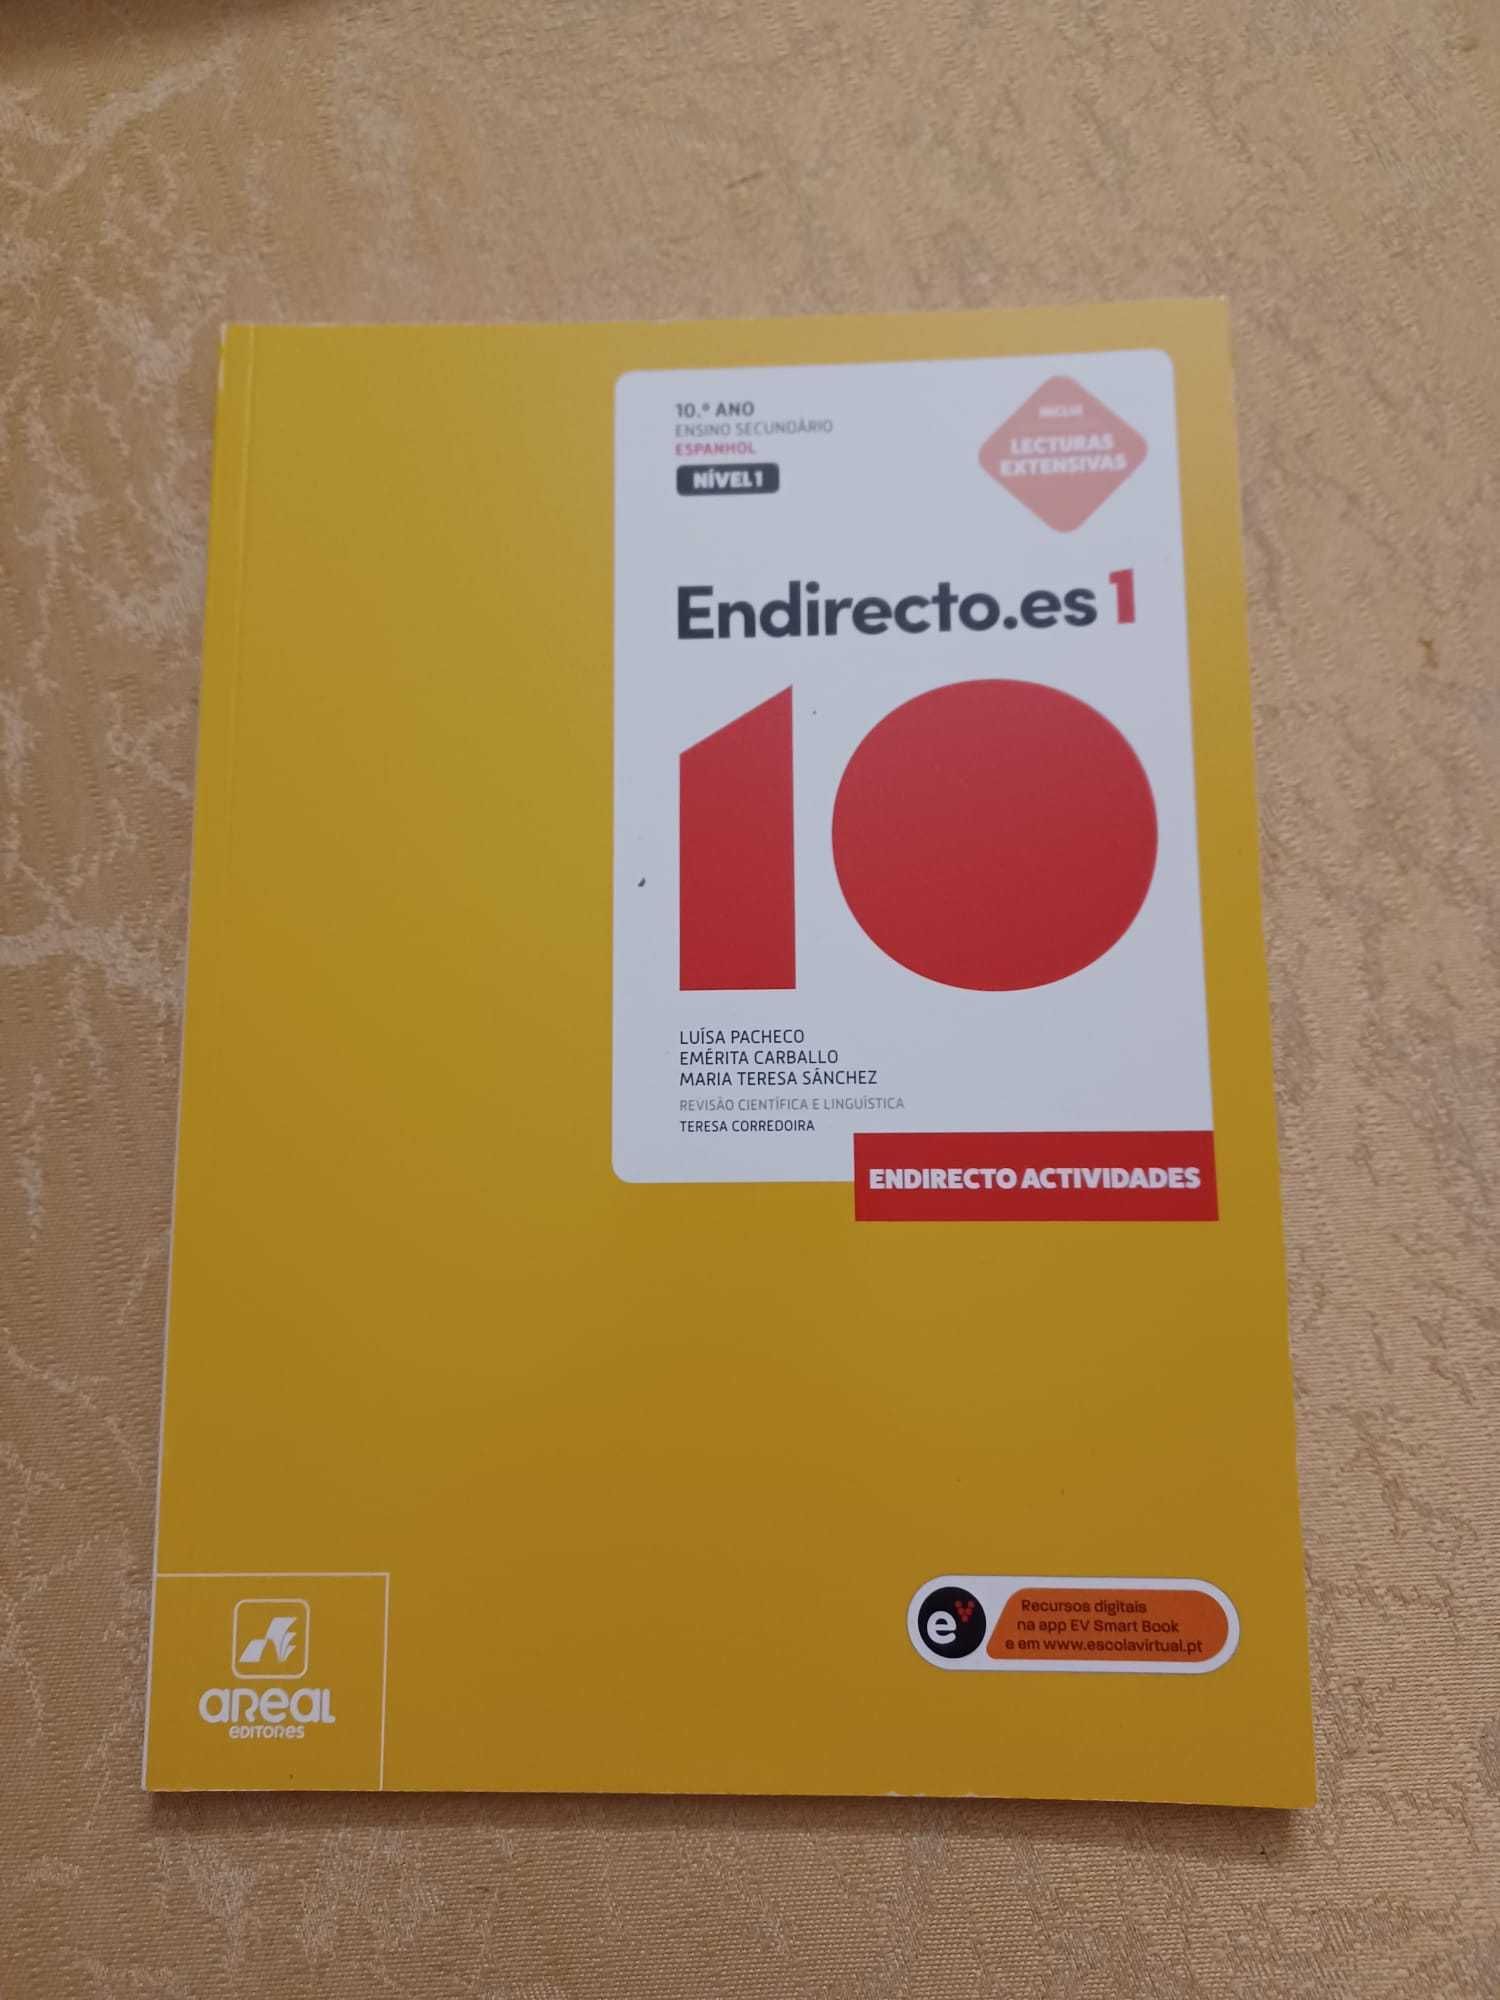 10.º ANO
ENSINO SECUNDÁRIO
ESPANHOL
NÍVEL 1
INCLUI
LECTURAS
EXTENSIVAS
Endirecto.es 1
10
LUÍSA PACHECO
EMÉRITA CARBALLO
MARIA TERESA SÁNCHEZ
REVISÃO CIENTÍFICA E LINGUÍSTICA
TERESA CORREDOIRA
ENDIRECTO ACTIVIDADES
areal
editores
e
Recursos digitais
na app EV Smart Book
e em www.escolavirtual.pt